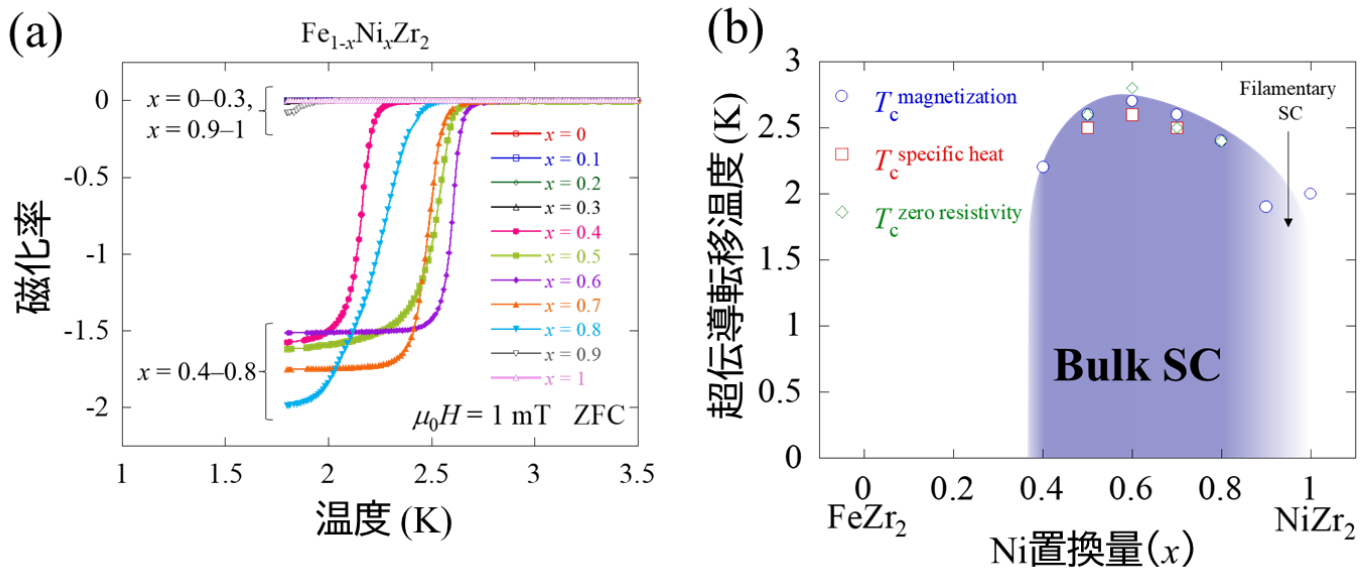 (a)
Fe1-xNixZr2
x = 0–0.3,
x = 0.9–1
x = 0.4–0.8
x = 0
x = 0.1
x = 0.2
x = 0.3
x = 0.4
x = 0.5
x = 0.6
x = 0.7
x = 0.8
x = 0.9
x = 1
μ0H = 1 mT ZFC
0
-0.5
-1
-1.5
-2
磁化率
1 1.5 2 2.5 3 3.5
温度 (K)
(b)
Tc magnetization
Tc specific heat
Tc zero resistivity
Filamentary
SC
Bulk SC
3
2.5
2
1.5
1
0.5
0
超伝導転移温度 (K)
0 0.2 0.4 0.6 0.8 1
FeZr2 NiZr2
Ni置換量(x)